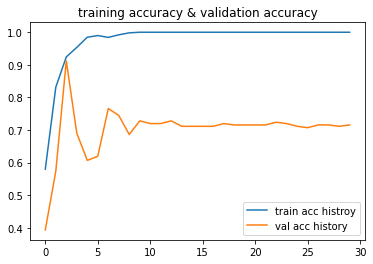 training accuracy & validation accuracy
1.0
0.9
0.8
0.7
0.6
0.5
0.4
train acc histroy
val acc history
0 5 10 15 20 25 30